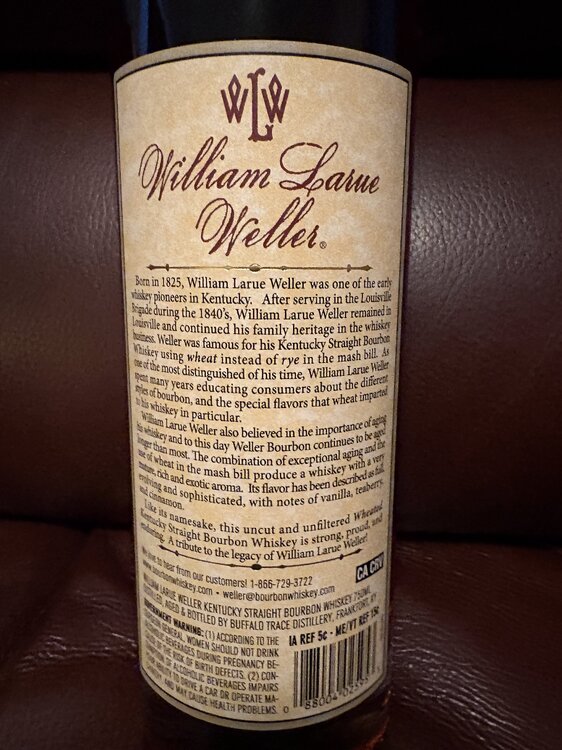 WLW
William Larue
Weller®
Born in 1825, William Larue Weller was one of the early
whiskey pioneers in Kentucky. After serving in the Louisville
Brigade during the 1840's, William Larue Weller remained in
Louisville and continued his family heritage in the whiskey
business. Weller was famous for his Kentucky Straight Bourbon
Whiskey using wheat instead of rye in the mash bill. As
one of the most distinguished of his time, William Larue Weller
spent many years educating consumers about the different
styles of bourbon, and the special flavors that wheat imparted
to his whiskey in particular.
William Larue Weller also believed in the importance of aging
his whiskey and to this day Weller Bourbon continues to be aged
longer than most. The combination of exceptional aging and the
use of wheat in the mash bill produce a whiskey with a very
mature, rich and exotic aroma. Its flavor has been described as full,
evolving and sophisticated, with notes of vanilla, teaberry,
and cinnamon.
Like its namesake, this uncut and unfiltered Wheated
Kentucky Straight Bourbon Whiskey is strong, proud, and
enduring. A tribute to the legacy of William Larue Weller!
We love to hear from our customers! 1-866-729-3722
www.bourbonwhiskey.com • weller@bourbonwhiskey.com
CA CRV
WILLIAM LARUE WELLER KENTUCKY STRAIGHT BOURBON WHISKEY 750ML
DISTILLED, AGED & BOTTLED BY BUFFALO TRACE DISTILLERY, FRANKFORT, KY
GOVERNMENT WARNING: (1) ACCORDING TO THE
SURGEON GENERAL, WOMEN SHOULD NOT DRINK
ALCOHOLIC BEVERAGES DURING PREGNANCY BE-
CAUSE OF THE RISK OF BIRTH DEFECTS. (2) CON-
SUMPTION OF ALCOHOLIC BEVERAGES IMPAIRS
YOUR ABILITY TO DRIVE A CAR OR OPERATE MA-
CHINERY, AND MAY CAUSE HEALTH PROBLEMS.
IA REF 5c - ME/VT REF 15c
0 88004